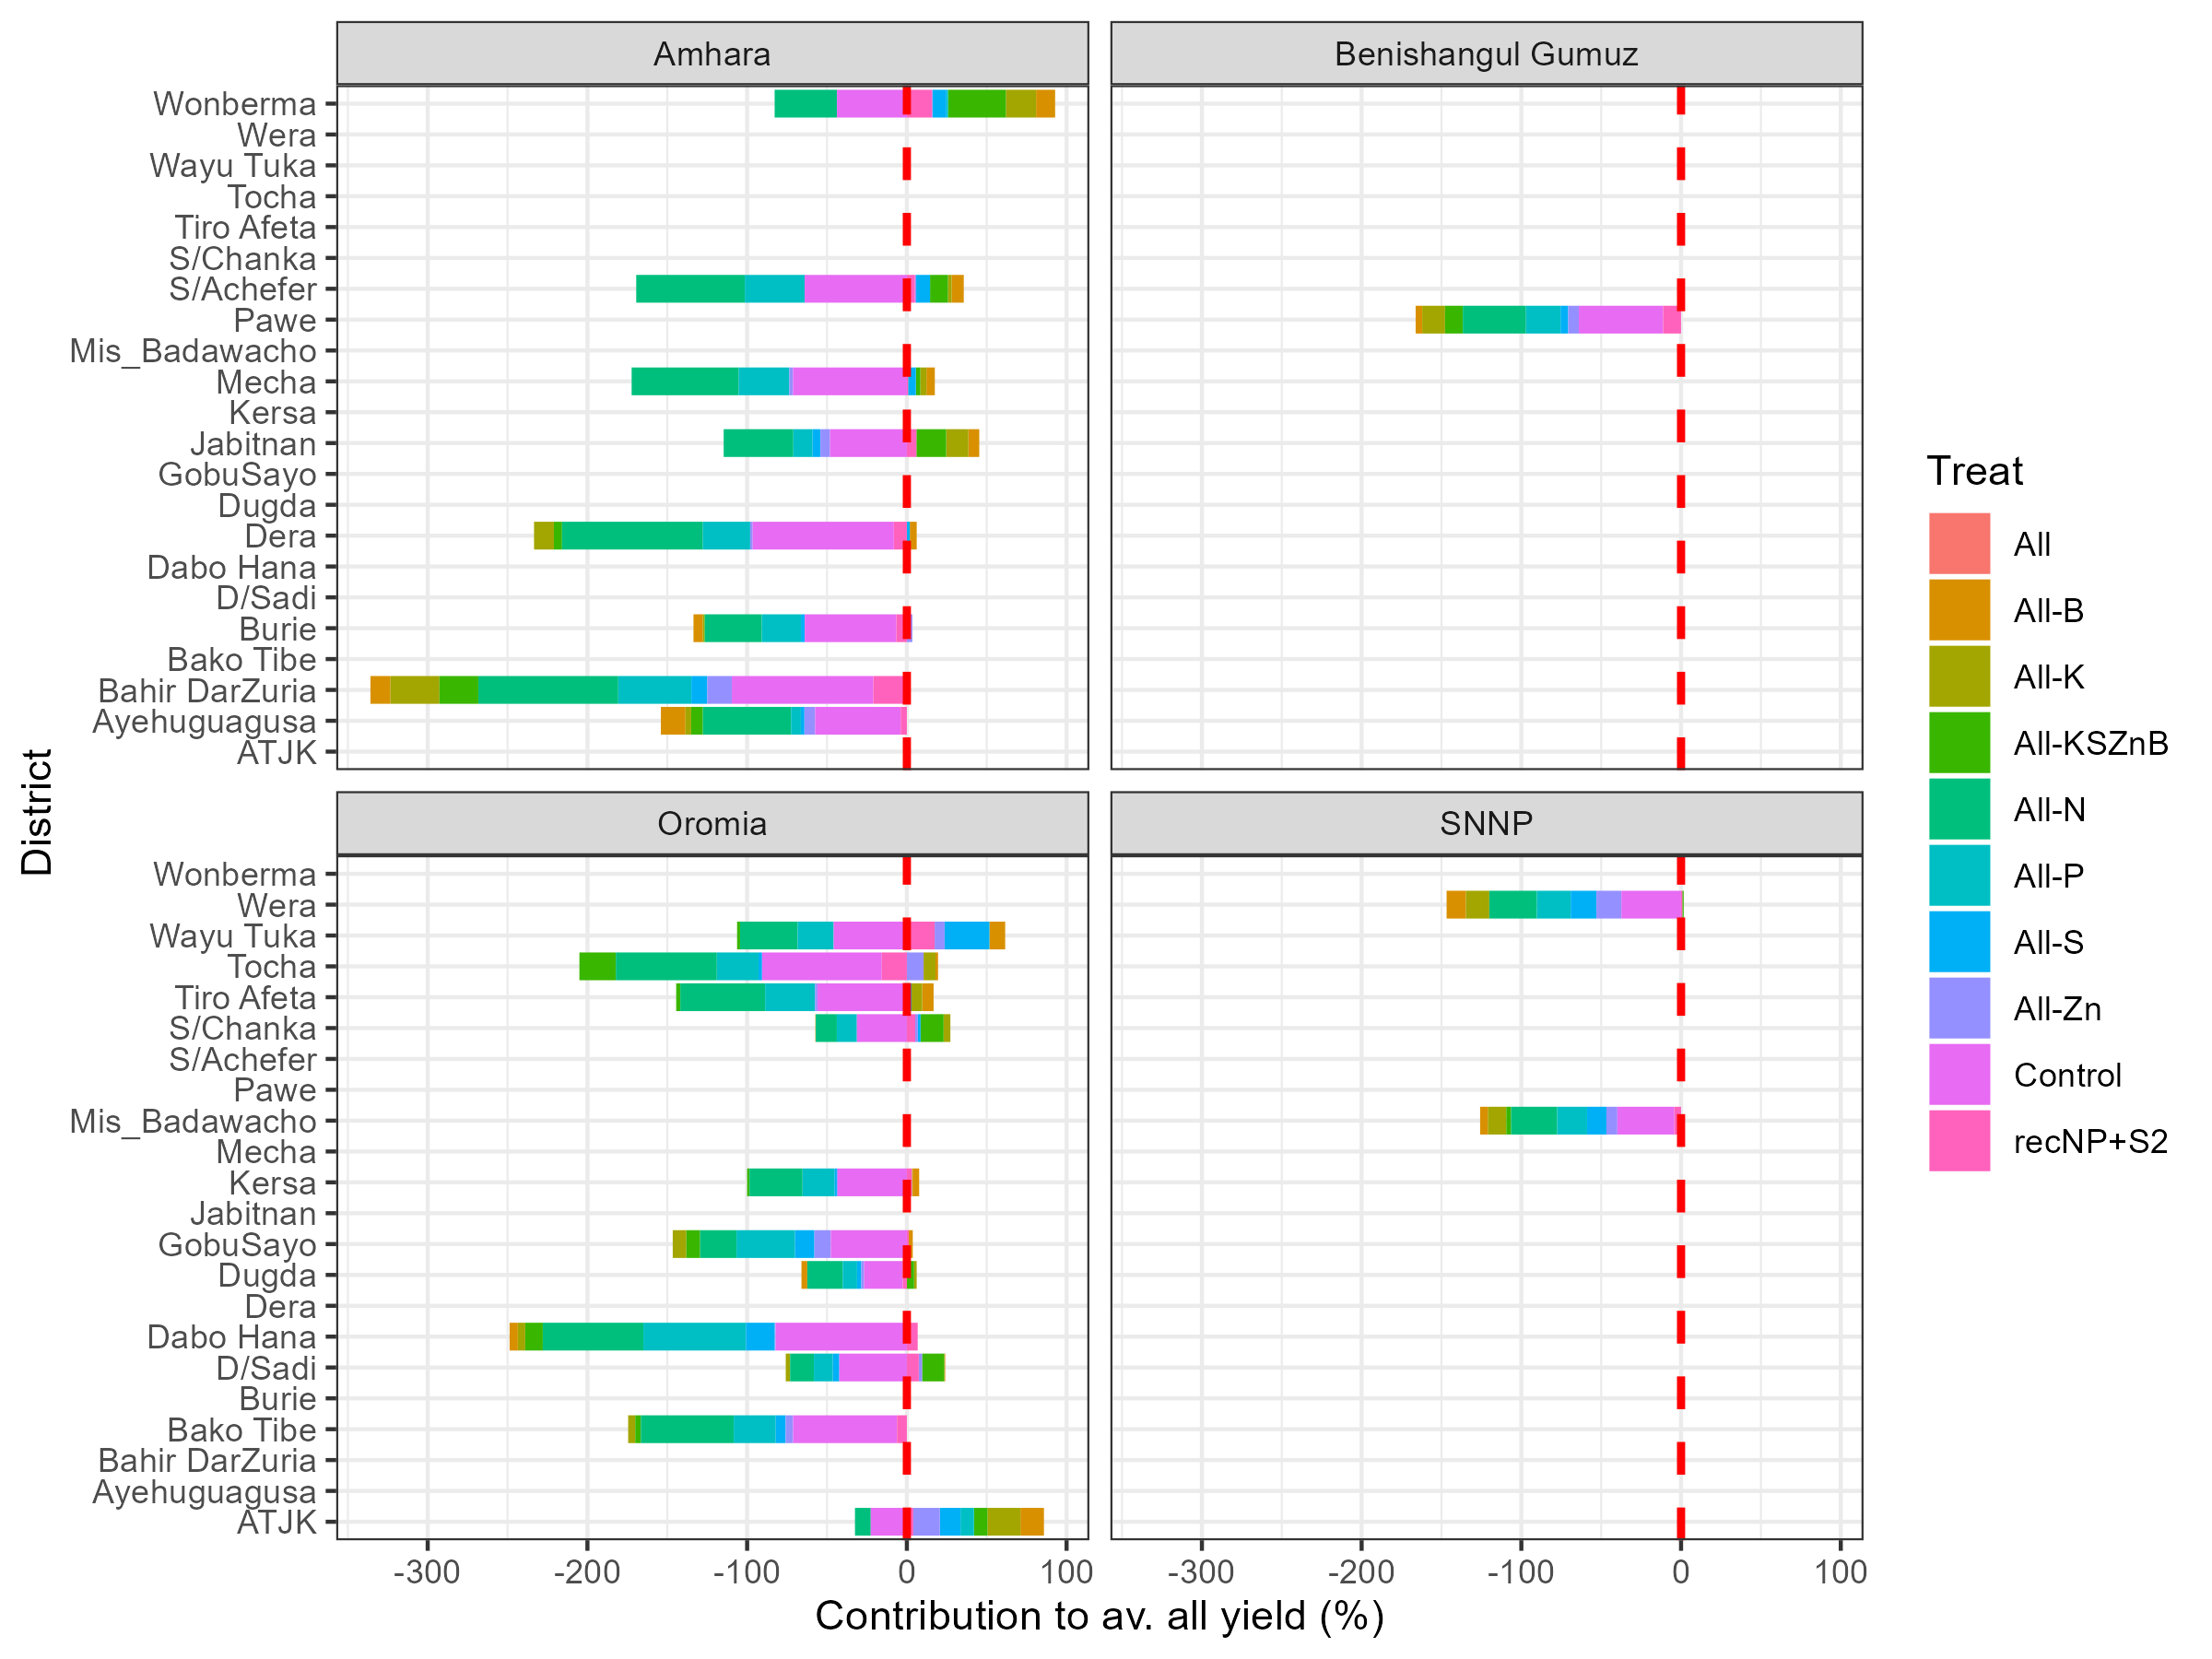 Amhara
Benishangul Gumuz
Wonberma
Wera
Wayu Tuka
Tocha
Tiro Afeta
S/Chanka
S/Achefer
Pawe
Mis_Badawacho
Mecha
Kersa
Jabitnan
GobuSayo
Dugda
Dera
Dabo Hana
D/Sadi
Burie
Bako Tibe
Bahir DarZuria
Ayehuguagusa
ATJK
Oromia
SNNP
Wonberma
Wera
Wayu Tuka
Tocha
Tiro Afeta
S/Chanka
S/Achefer
Pawe
Mis_Badawacho
Mecha
Kersa
Jabitnan
GobuSayo
Dugda
Dera
Dabo Hana
D/Sadi
Burie
Bako Tibe
Bahir DarZuria
Ayehuguagusa
ATJK
-300 -200 -100 0 100
-300 -200 -100 0 100
Contribution to av. all yield (%)
District
Treat
All
All-B
All-K
All-KSZnB
All-N
All-P
All-S
All-Zn
Control
recNP+S2